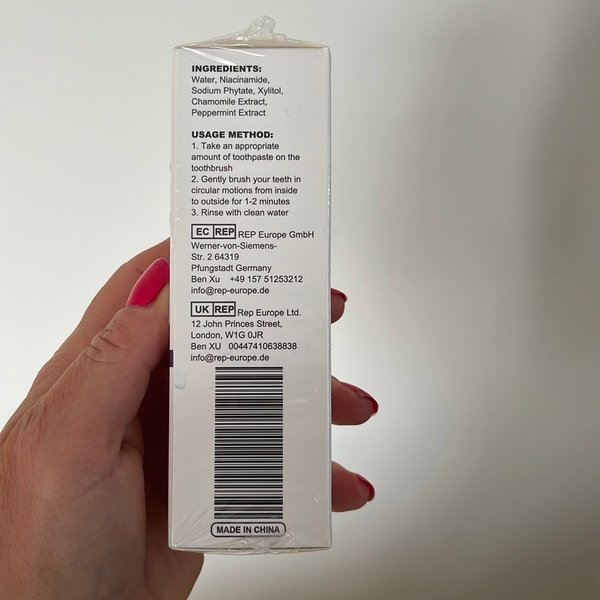 INGREDIENTS:
Water, Niacinamide,
Sodium Phytate, Xylitol,
Chamomile Extract,
Peppermint Extract
USAGE METHOD:
1. Take an appropriate
amount of toothpaste on the
toothbrush
2. Gently brush your teeth in
circular motions from inside
to outside for 1-2 minutes
3. Rinse with clean water
EC REP REP Europe GmbH
Werner-von-Siemens-
Str. 2 64319
Pfungstadt Germany
Ben Xu +49 157 51253212
info@rep-europe.de
UK REP Rep Europe Ltd.
12 John Princes Street,
London, W1G 0JR
Ben XU 00447410638838
info@rep-europe.de
MADE IN CHINA